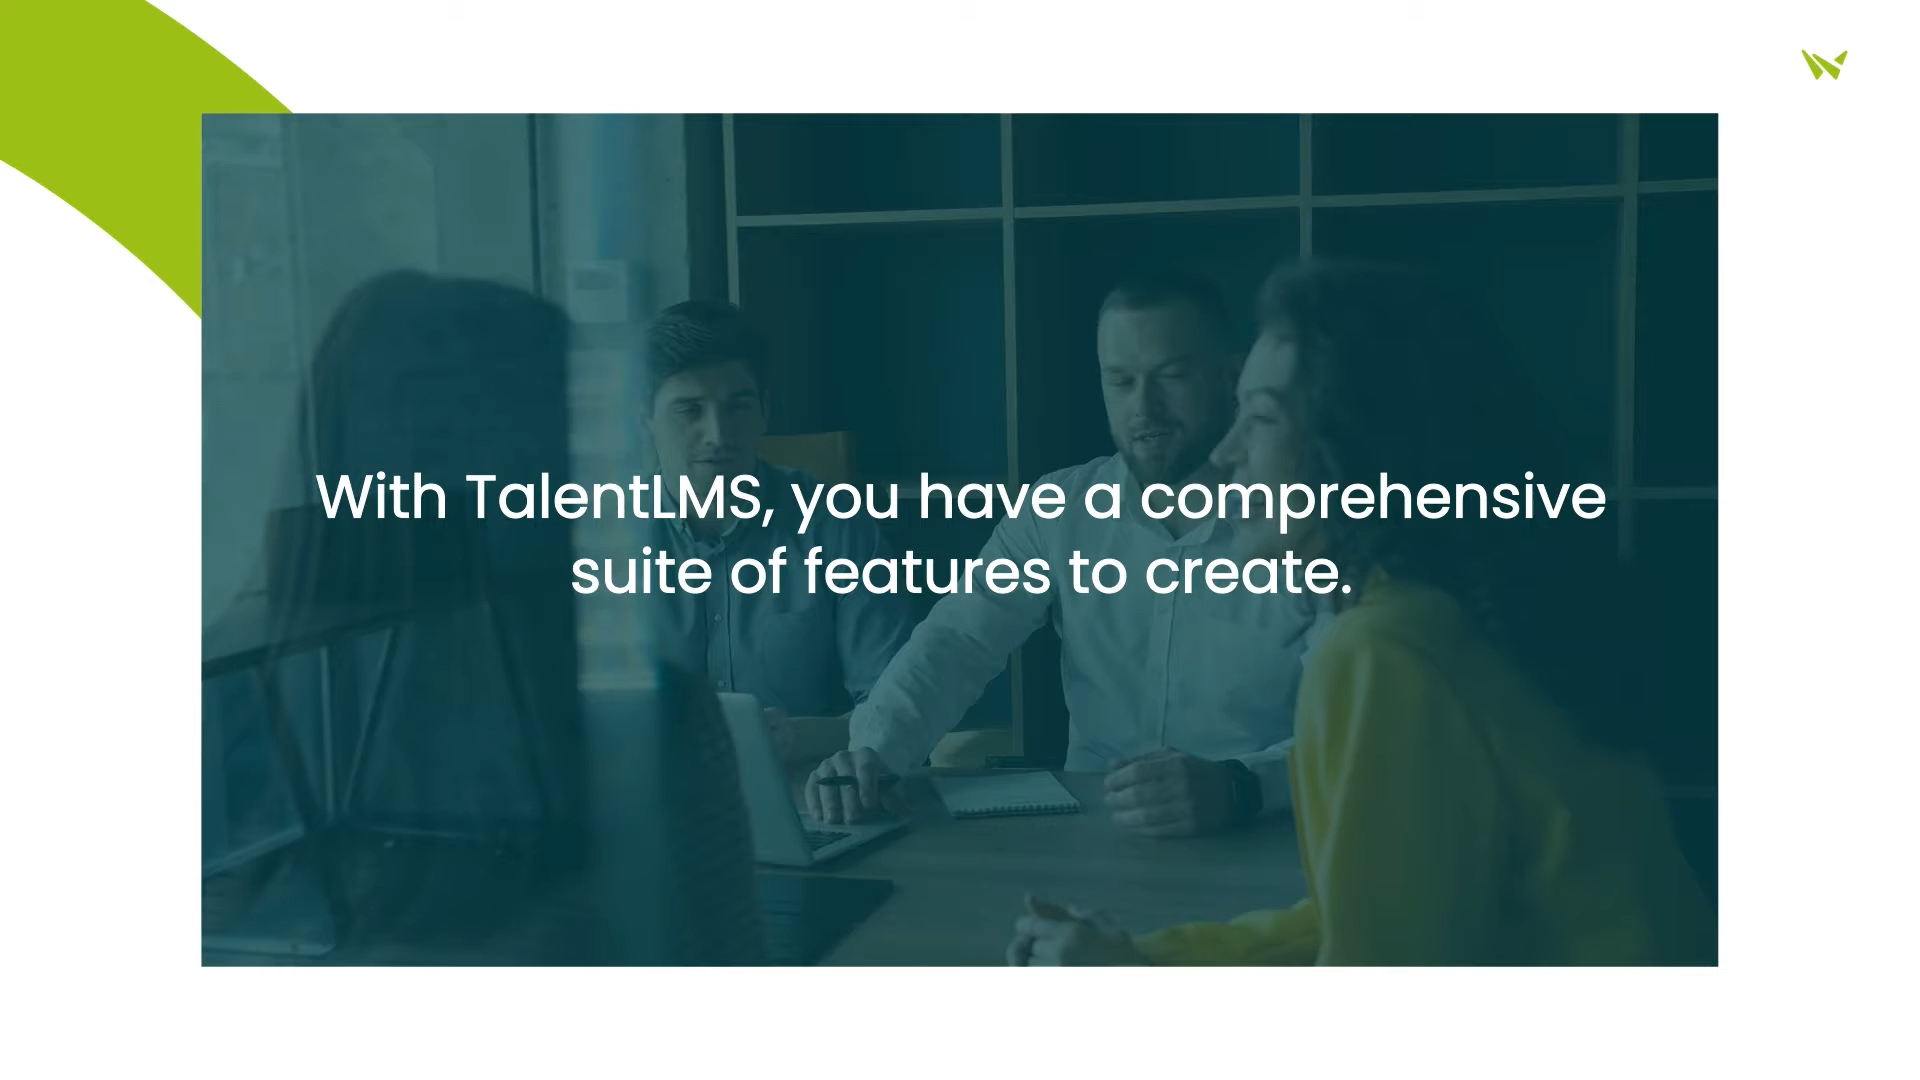 With TalentLMS, you have a comprehensive
suite of features to create.